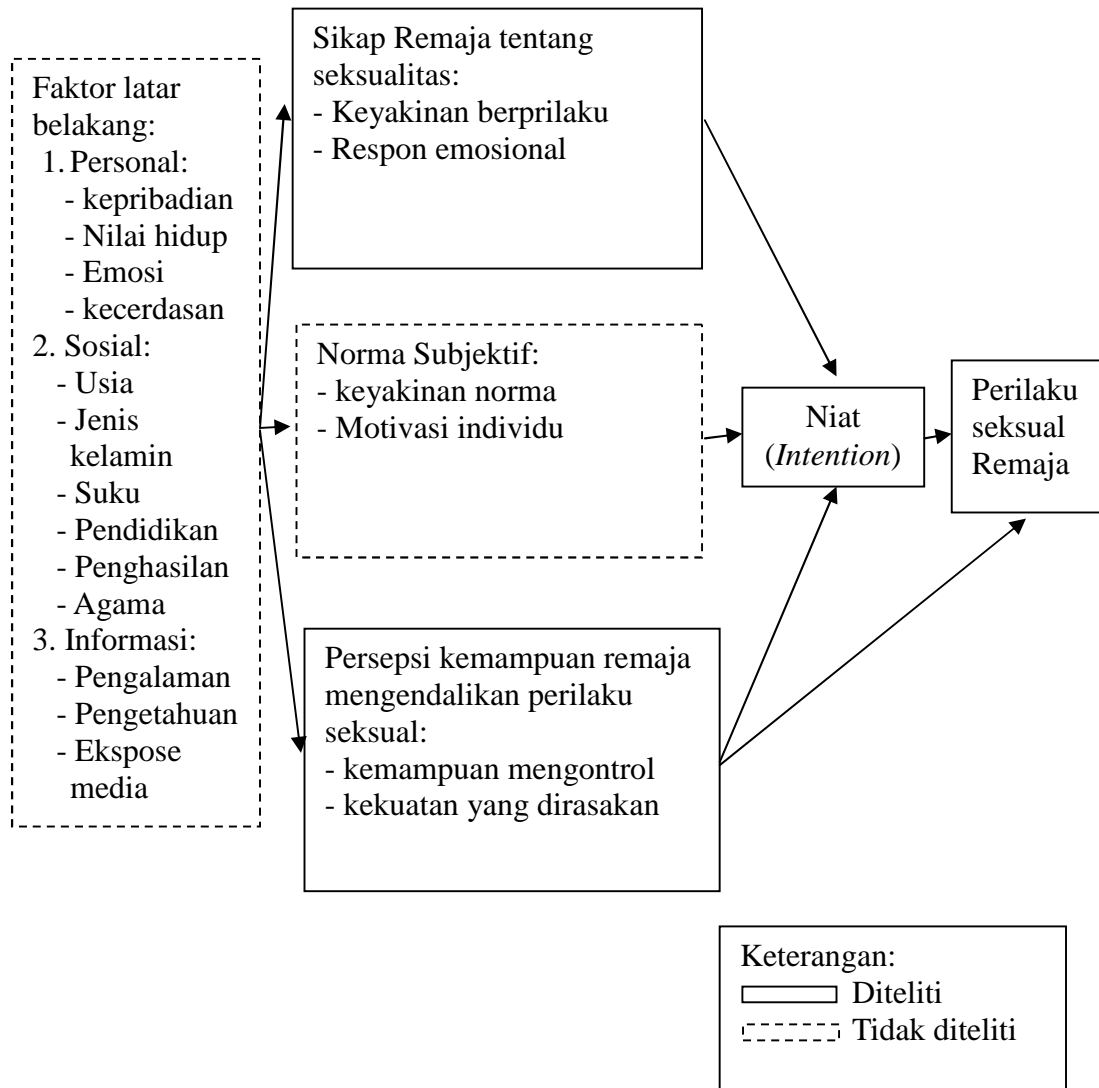 Faktor latar
belakang:
1. Personal:
- kepribadian
- Nilai hidup
- Emosi
- kecerdasan
2. Sosial:
- Usia
- Jenis
kelamin
- Suku
- Pendidikan
- Penghasilan
- Agama
3. Informasi:
- Pengalaman
- Pengetahuan
- Ekspose
media
Sikap Remaja tentang
seksualitas:
- Keyakinan berprilaku
- Respon emosional
Norma Subjektif:
- keyakinan norma
- Motivasi individu
Persepsi kemampuan remaja
mengendalikan perilaku
seksual:
- kemampuan mengontrol
- kekuatan yang dirasakan
Niat
(Intention)
Perilaku
seksual
Remaja
Keterangan:
Diteliti
Tidak diteliti